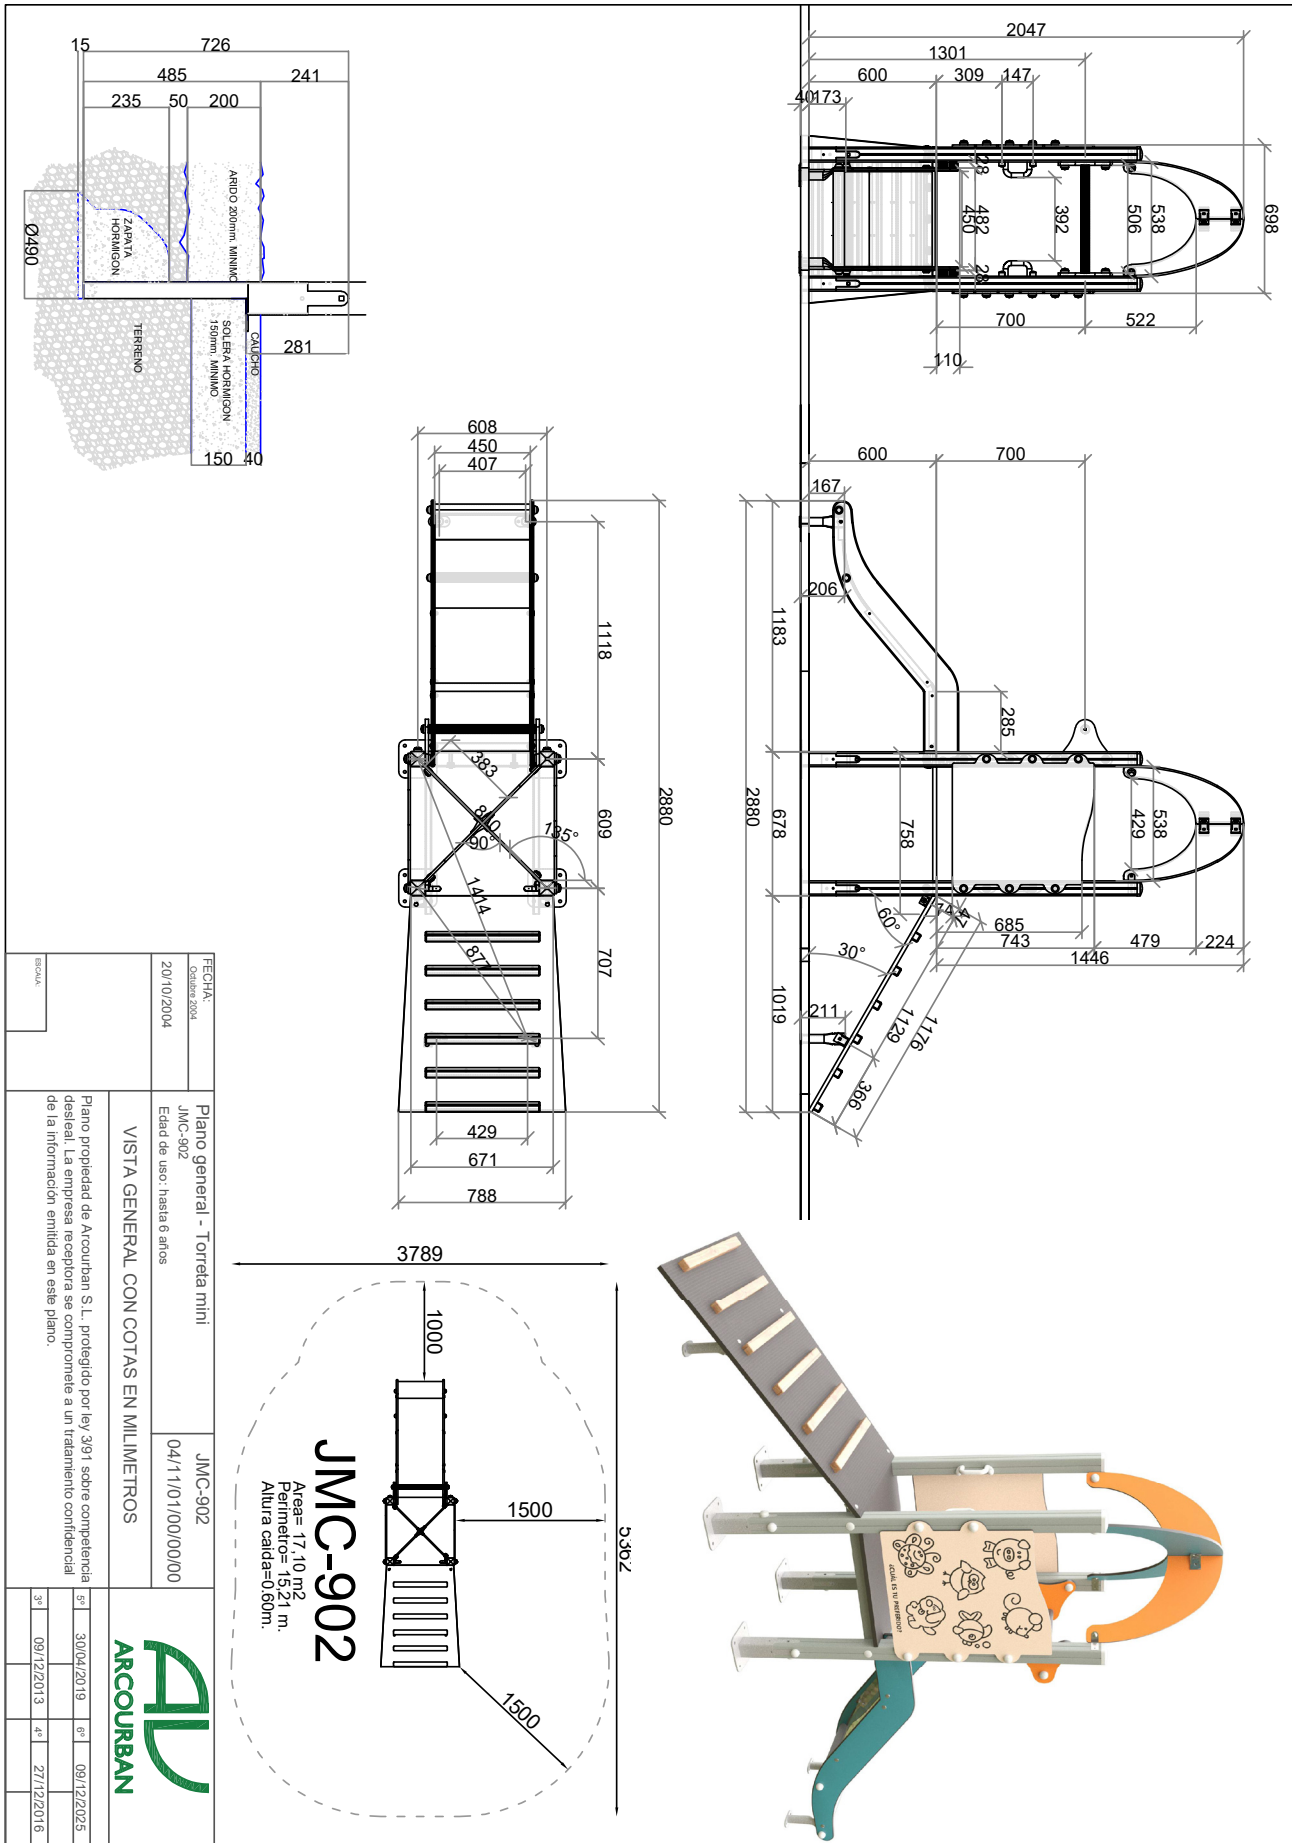 2047
1301
600
309
147
40
173
28
450
482
392
506
538
698
28
700
522
110
15
726
485
241
235
50
200
ARIDO 200mm. MINIMO
ZAPATA
HORMIGON
Ø490
TERRENO
SOLERA HORMIGON
150mm. MINIMO
CAUCHO
281
150
40
608
450
407
1118
2880
383
840
90°
135°
609
1414
877
707
429
671
788
600
700
167
206
1183
285
2880
678
758
429
538
60°
74
47
685
743
479
224
1446
30°
211
1019
1129
1176
366
3789
1000
1500
5362
1500
JMC-902
Area= 17,10 m2
Perimetro= 15,21 m.
Altura caida=0,60m.
¿CUÁL ES TU PREFERIDO?
FECHA:
Octubre 2004
20/10/2004
ESCALA:
Plano general - Torreta mini
JMC-902
Edad de uso: hasta 6 años
JMC-902
04/11/01/00/00/00
VISTA GENERAL CON COTAS EN MILIMETROS
Plano propiedad de Arcourban S.L. protegido por ley 3/91 sobre competencia
desleal. La empresa receptora se compromete a un tratamiento confidencial
de la información emitida en este plano.
5º 30/04/2019 6º 09/12/2025
3º 09/12/2013 4º 27/12/2016
ARCOURBAN